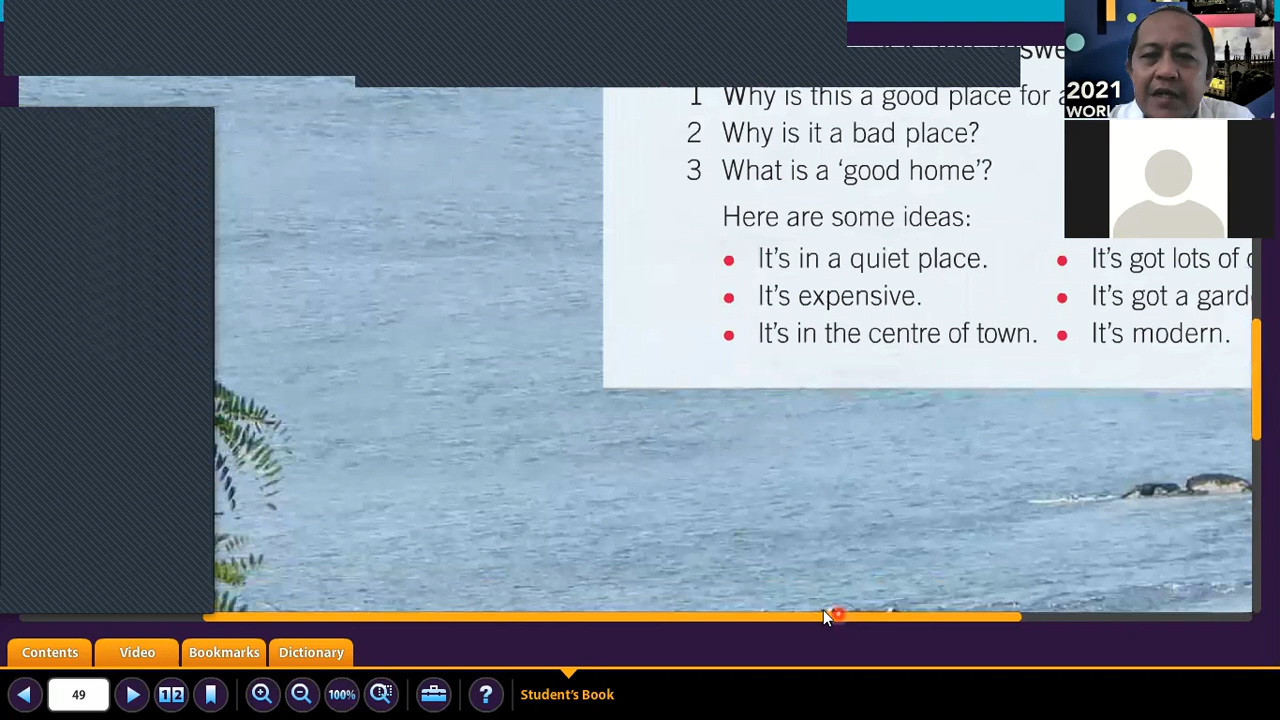 1 Why is this a good place for
2 Why is it a bad place?
3 What is a ‘good home’?
Here are some ideas:
• It’s in a quiet place.
• It’s expensive.
• It’s in the centre of town.
• It’s got lots of
• It’s got a
• It’s modern.
2021
Contents
Video
Bookmarks
Dictionary
49
1 2
100%
?
Student’s Book